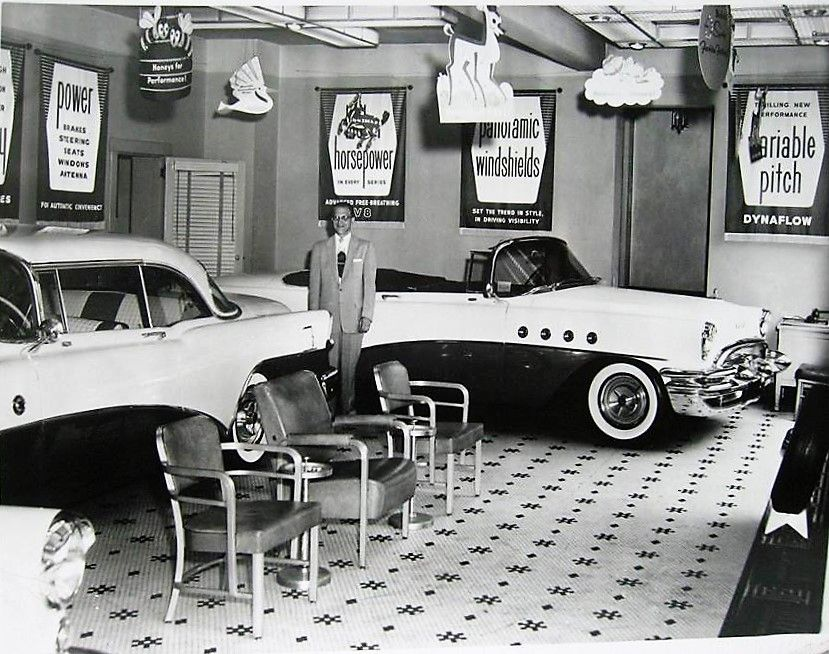 Honeys for
Performance!
power
BRAKES
STEERING
SEATS
WINDOWS
ANTENNA
FOR AUTOMATIC CONVENIENCE
horsepower
IN EVERY SERIES
ADVANCED FREE-BREATHING
V8
panoramic
windshields
SET THE TREND IN STYLE,
IN DRIVING VISIBILITY
THRILLING NEW
PERFORMANCE
variable
pitch
DYNAFLOW